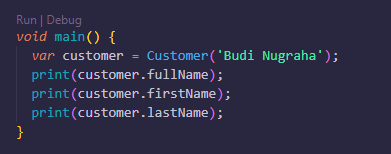 Run | Debug
void main() {
  var customer = Customer('Budi Nugraha');
  print(customer.fullName);
  print(customer.firstName);
  print(customer.lastName);
}